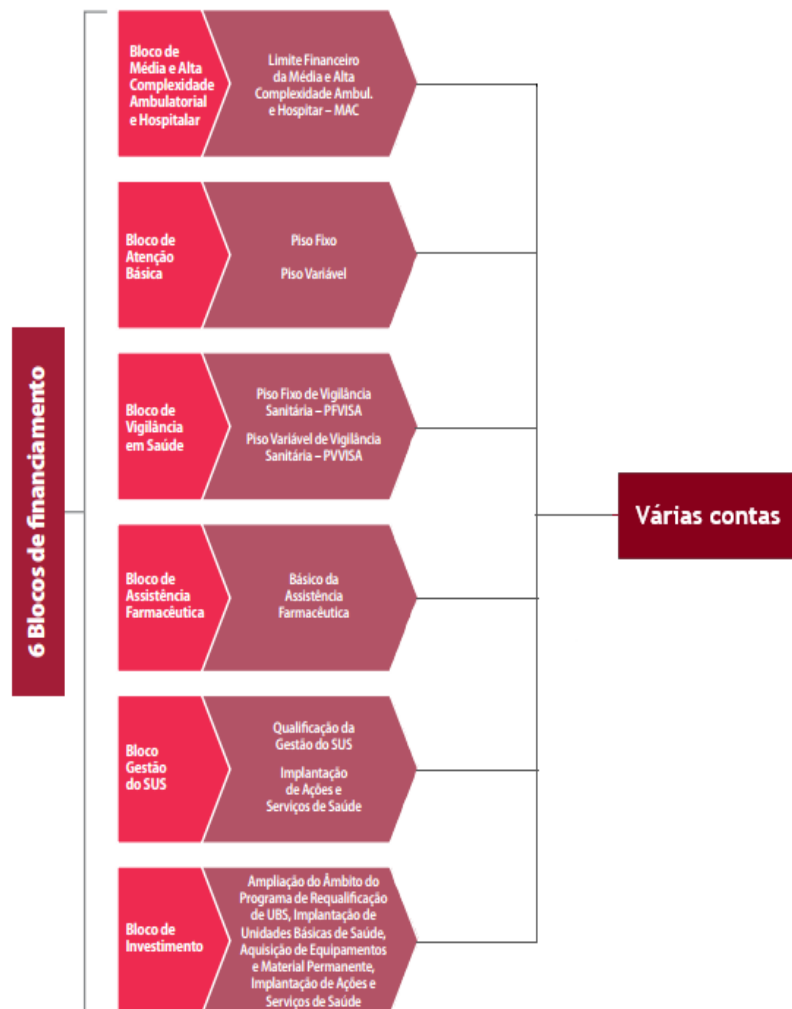 6 Blocos de financiamento
Bloco de
Média e Alta
Complexidade
Ambulatorial
e Hospitalar
Limite Financeiro
da Média e Alta
Complexidade Ambul.
e Hospitar – MAC
Bloco de
Atenção
Básica
Piso Fixo
Piso Variável
Bloco de
Vigilância
em Saúde
Piso Fixo de Vigilância
Sanitária – PFVISA
Piso Variável de Vigilância
Sanitária – PVVISA
Bloco de
Assistência
Farmacêutica
Básico da
Assistência
Farmacêutica
Bloco
Gestão
do SUS
Qualificação da
Gestão do SUS
Implantação
de Ações e
Serviços de Saúde
Bloco de
Investimento
Ampliação do Âmbito do
Programa de Requalificação
de UBS, Implantação de
Unidades Básicas de Saúde,
Aquisição de Equipamentos
e Material Permanente,
Implantação de Ações e
Serviços de Saúde
Várias contas